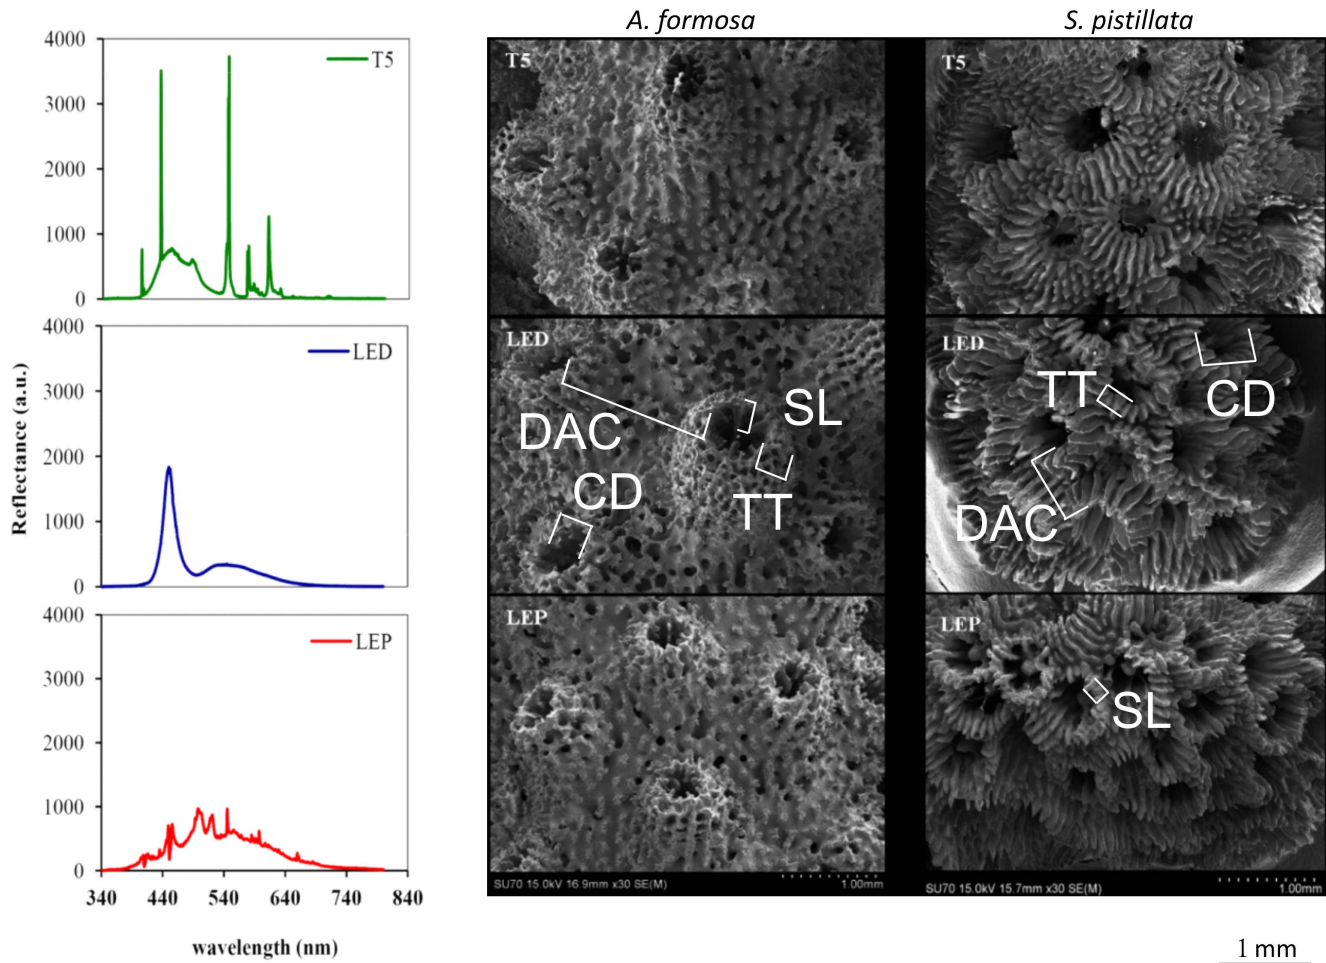 A. formosa
S. pistillata
4000
3000
2000
1000
0
T5
T5
T5
4000
3000
2000
1000
0
LED
Reflectance (a.u.)
LED
DAC
SL
CD
TT
LED
TT
CD
DAC
4000
3000
2000
1000
0
LEP
340
440
540
640
740
840
wavelength (nm)
LEP
SU70 15.0kV 16.9mm x30 SE(M)
1.00mm
LEP
SL
SU70 15.0kV 15.7mm x30 SE(M)
1.00mm
1 mm